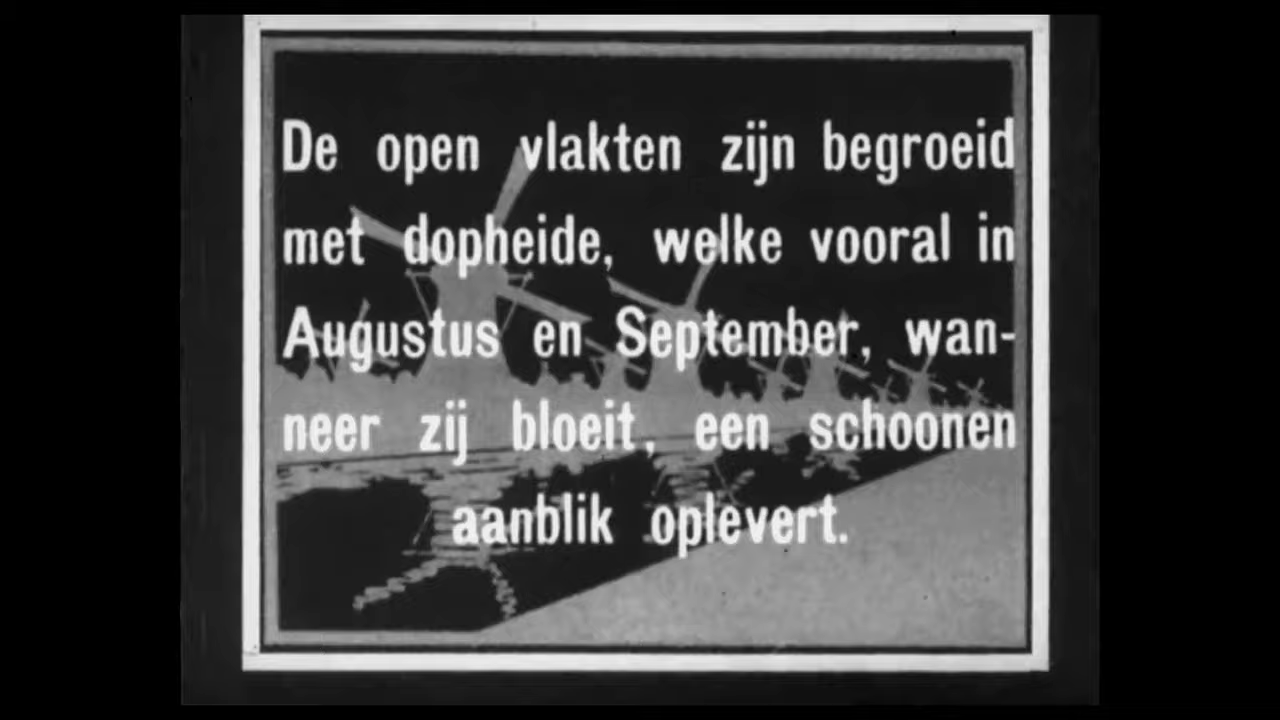 De open vlakten zijn begroeid
met dopheide, welke vooral in
Augustus en September, wan-
neer zij bloeit, een schoonen
aanblik oplevert.